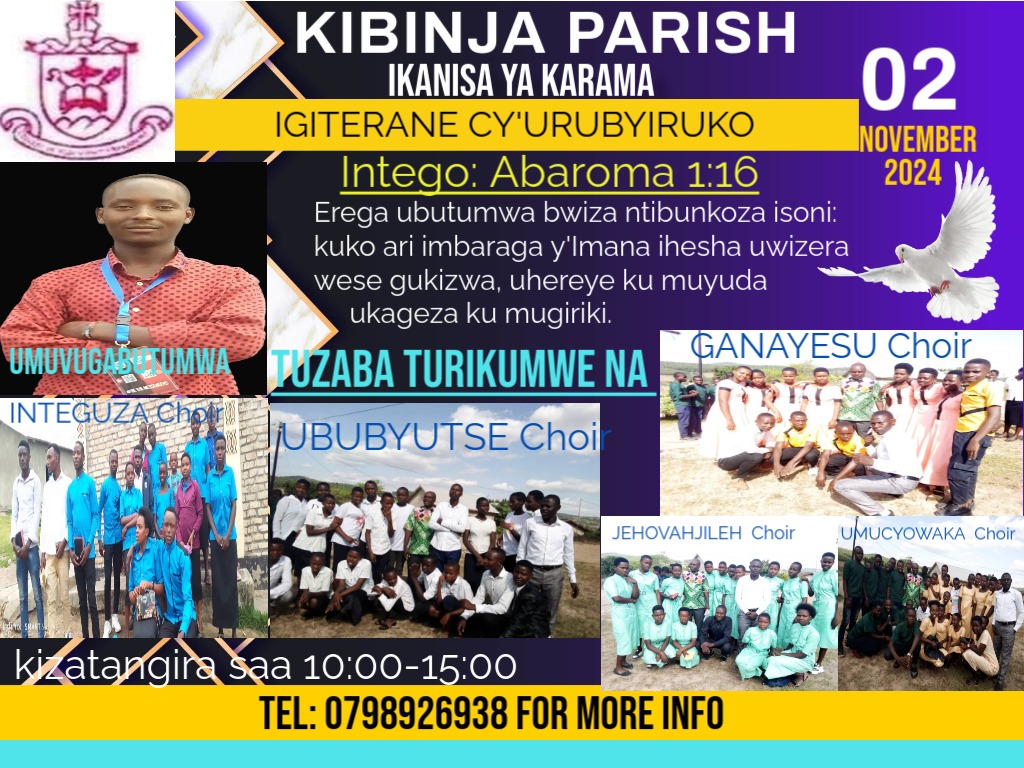 KIBINJA PARISH
IKANISA YA KARAMA
02
NOVEMBER
2024
IGITERANE CY'URUBYIRUKO
Intego: Abaroma 1:16
Erega ubutumwa bwiza ntibunkoza isoni:
kuko ari imbaraga y'Imana ihesha uwizera
wese gukizwa, uhereye ku muyuda
ukageza ku mugiriki.
UMUVUGABUTUMWA
TUZABA TURIKUMWE NA
GANAYESU Choir
INTEGUZA Choir
UBUBYUTSE Choir
JEHOVAHJILEH Choir
UMUCYOWAKA Choir
kizatangira saa 10:00-15:00
TEL: 0798926938 FOR MORE INFO